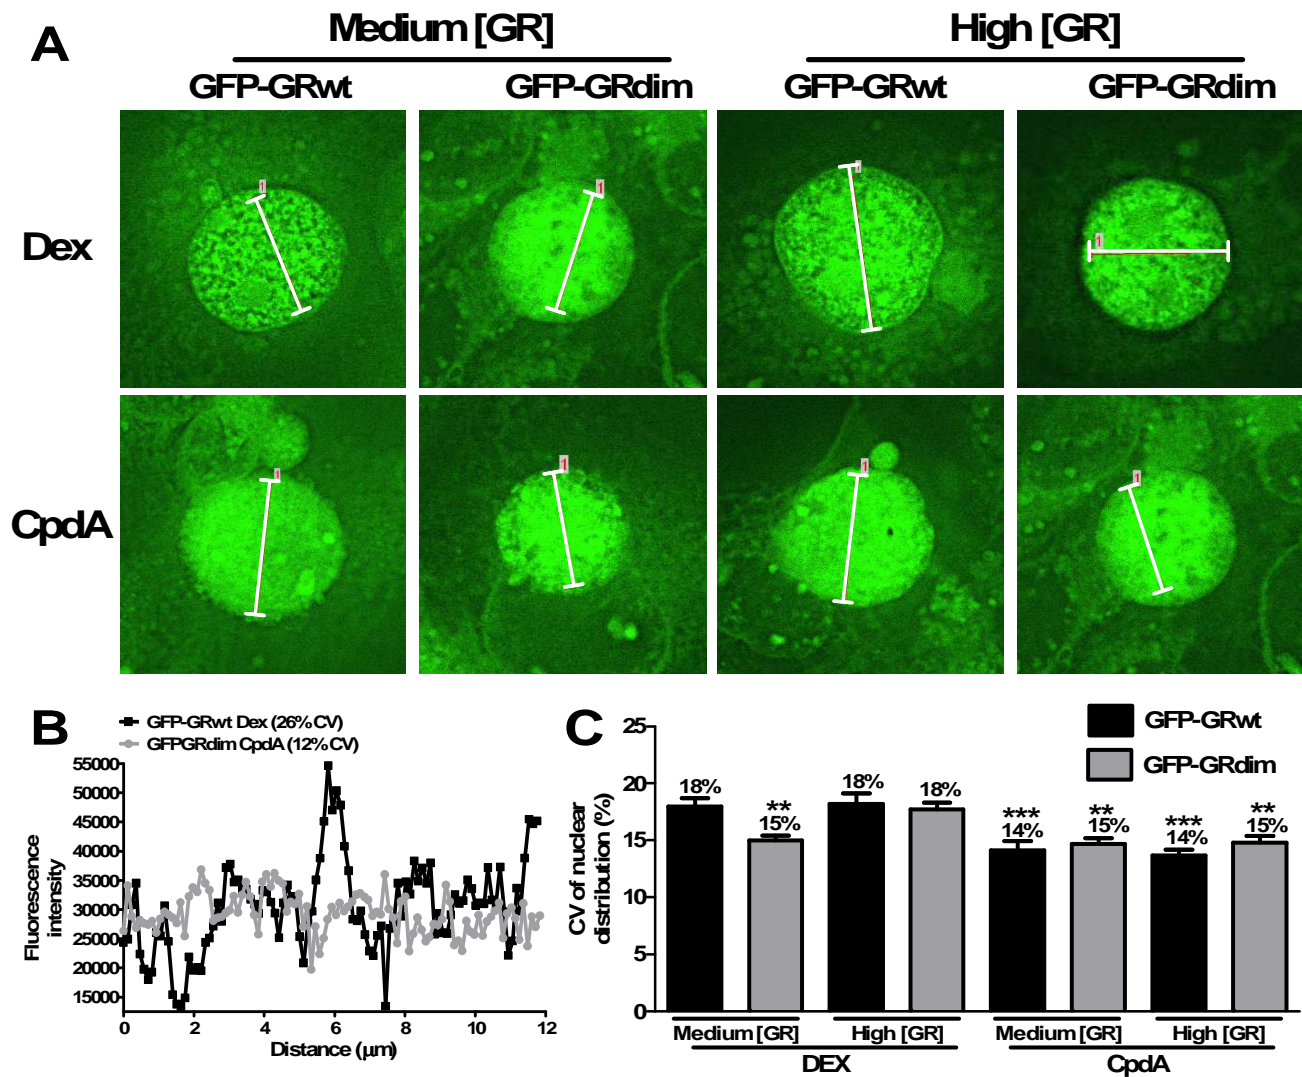 A
Medium [GR]
High [GR]
GFP-GRwt
GFP-GRdim
GFP-GRwt
GFP-GRdim
Dex
1
1
1
1
CpdA
1
1
1
1
B
GFP-GRwt Dex (26% CV)
GFPGRdim CpdA (12% CV)
Fluorescence
intensity
55000
50000
45000
40000
35000
30000
25000
20000
15000
0 2 4 6 8 10 12
Distance (µm)
C
GFP-GRwt
GFP-GRdim
CV of nuclear
distribution (%)
25
20
15
10
5
0
18%
**
15%
18%
18%
***
14%
**
15%
***
14%
**
15%
Medium [GR] High [GR] Medium [GR] High [GR]
DEX CpdA